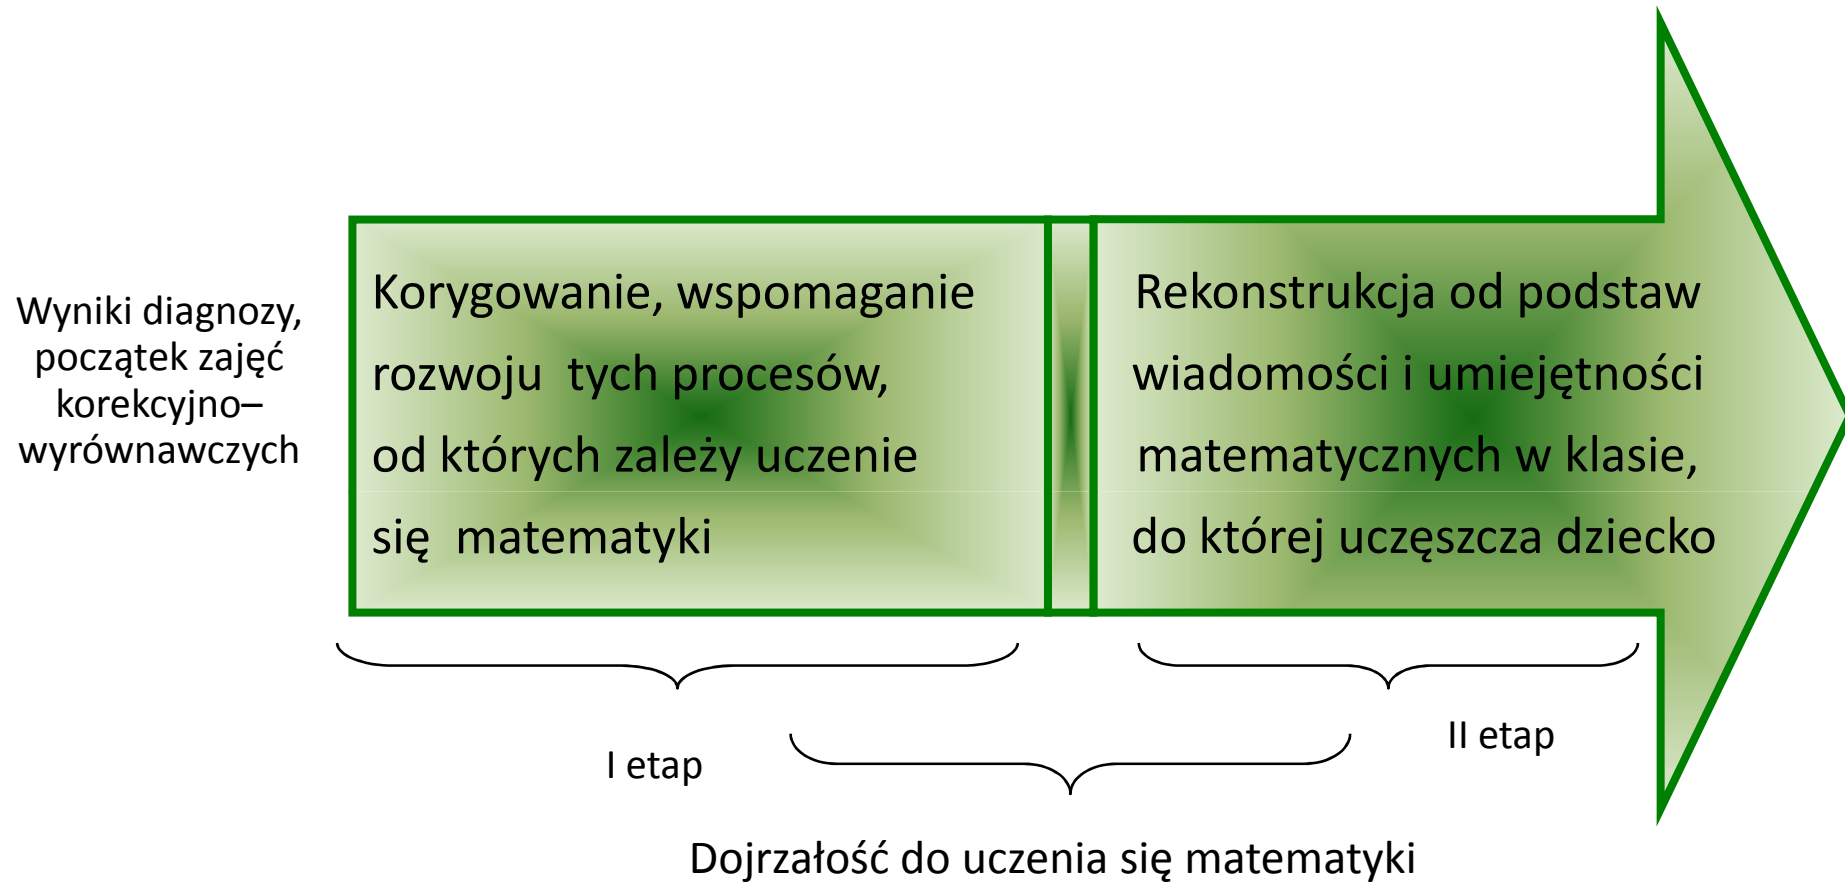 Wyniki diagnozy,
początek zajęć
korekcyjno–
wyrównawczych
Korygowanie, wspomaganie
rozwoju tych procesów,
od których zależy uczenie
się matematyki
Rekonstrukcja od podstaw
wiadomości i umiejętności
matematycznych w klasie,
do której uczęszcza dziecko
I etap
II etap
Dojrzałość do uczenia się matematyki